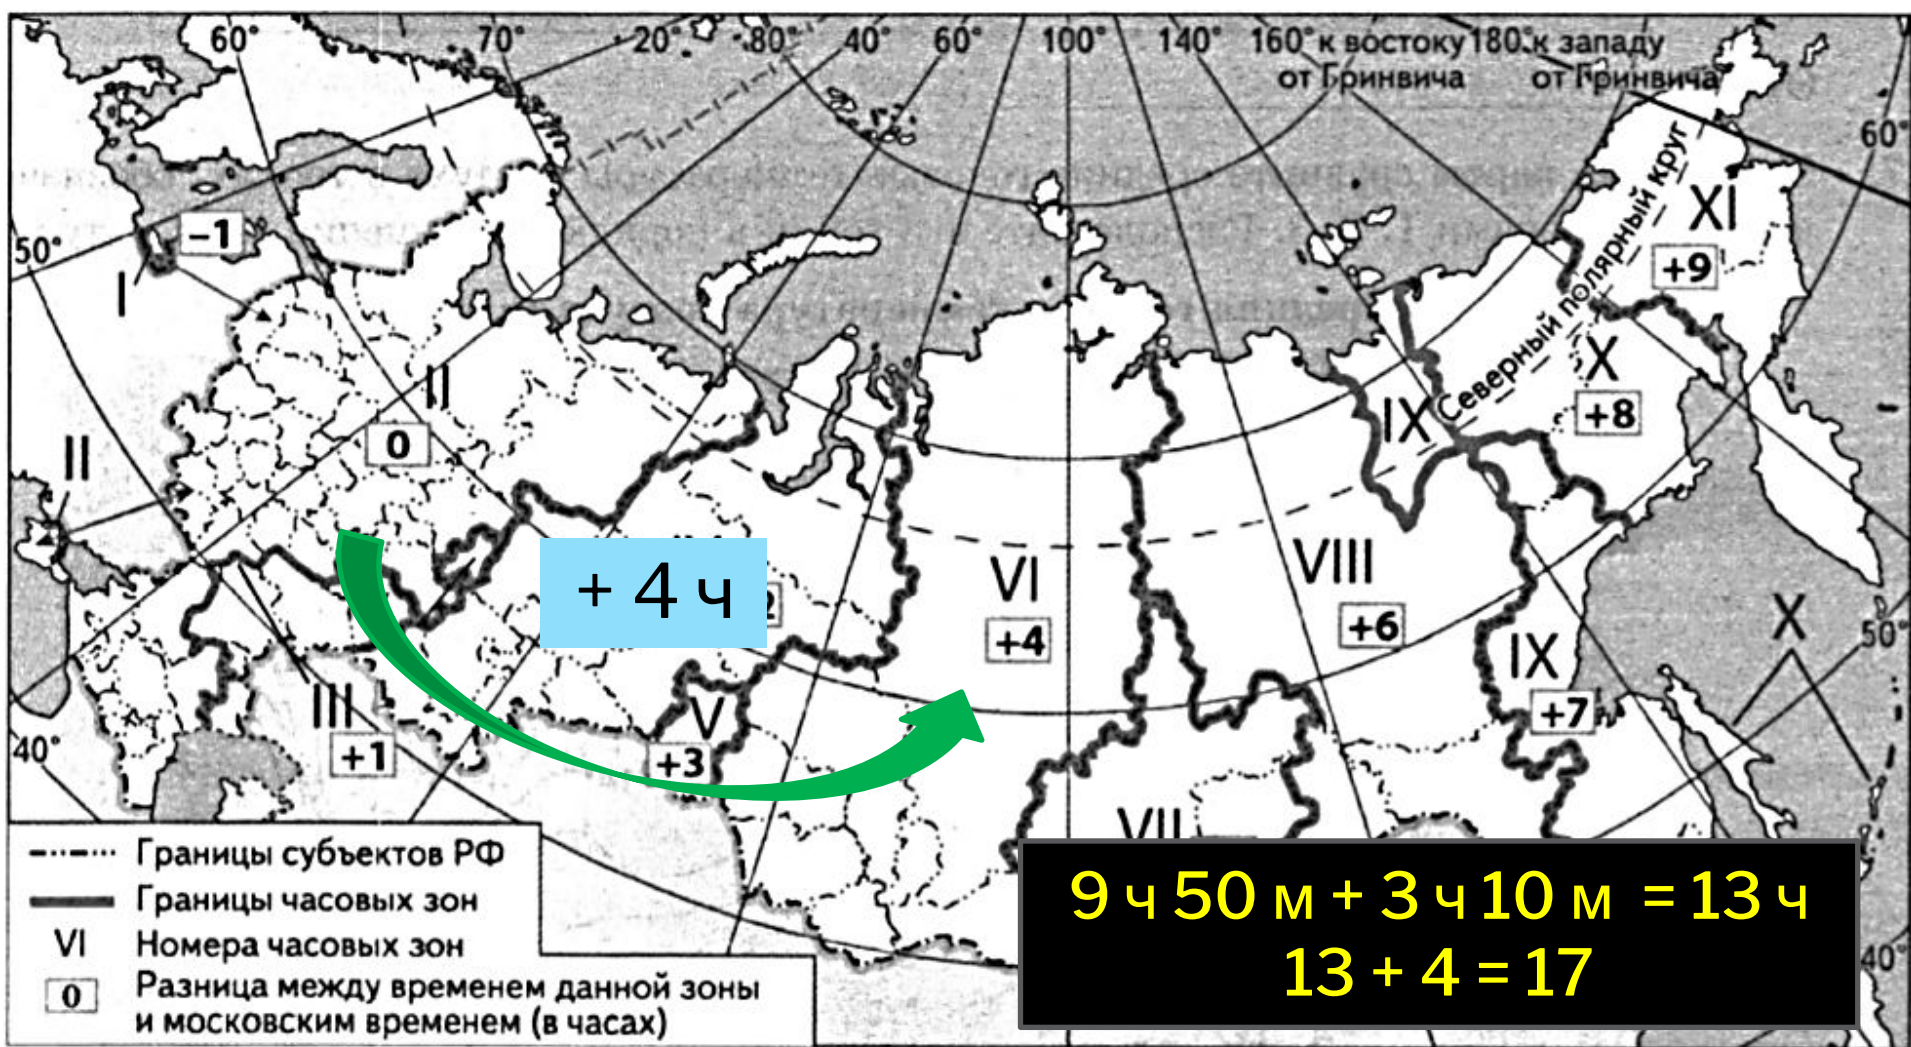 60° 70° 20° 80° 40° 60° 100° 140° 160° к востоку 180° к западу
от Гринвича от Гринвича
60°
Северный полярный круг
XI
+9
–1
50°
I
X
+8
II
IX
0
II
VI
+4
VIII
+6
+ 4 ч
2
X
50°
IX
+7
III
+1
V
+3
40°
VII
Границы субъектов РФ
Границы часовых зон
VI Номера часовых зон
0 Разница между временем данной зоны
и московским временем (в часах)
9 ч 50 м + 3 ч 10 м = 13 ч
13 + 4 = 17
40°